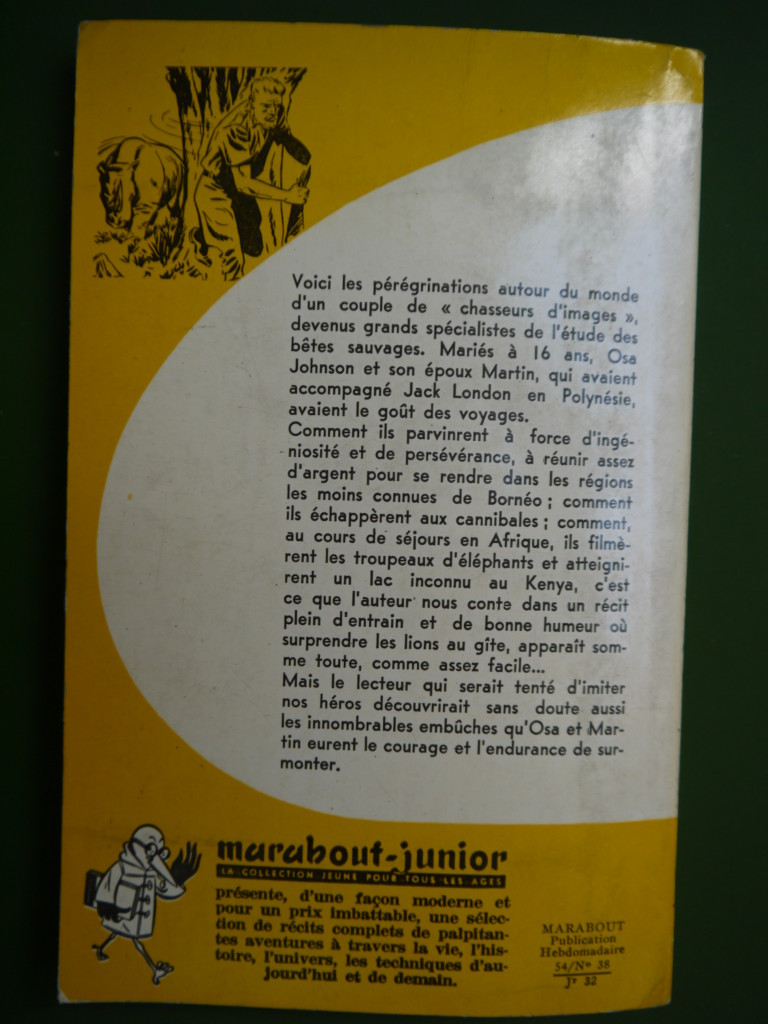 Voici les pérégrinations autour du monde
d'un couple de « chasseurs d'images »,
devenus grands spécialistes de l'étude des
bêtes sauvages. Mariés à 16 ans, Osa
Johnson et son époux Martin, qui avaient
accompagné Jack London en Polynésie,
avaient le goût des voyages.
Comment ils parvinrent à force d'ingé-
niosité et de persévérance, à réunir assez
d'argent pour se rendre dans les régions
les moins connues de Bornéo ; comment
ils échappèrent aux cannibales ; comment,
au cours de séjours en Afrique, ils filmè-
rent les troupeaux d'éléphants et atteigni-
rent un lac inconnu au Kenya, c'est
ce que l'auteur nous conte dans un récit
plein d'entrain et de bonne humeur où
surprendre les lions au gîte, apparaît som-
me toute, comme assez facile...
Mais le lecteur qui serait tenté d'imiter
nos héros découvrirait sans doute aussi
les innombrables embûches qu'Osa et Mar-
tin eurent le courage et l'endurance de sur-
monter.
marabout-junior
LA COLLECTION JEUNE POUR TOUS LES AGES
présente, d'une façon moderne et
pour un prix imbattable, une sélec-
tion de récits complets de palpitan-
tes aventures à travers la vie, l'his-
toire, l'univers, les techniques d'au-
jourd'hui et de demain.
MARABOUT
Publication
Hebdomadaire
54/N° 38
Jr 32